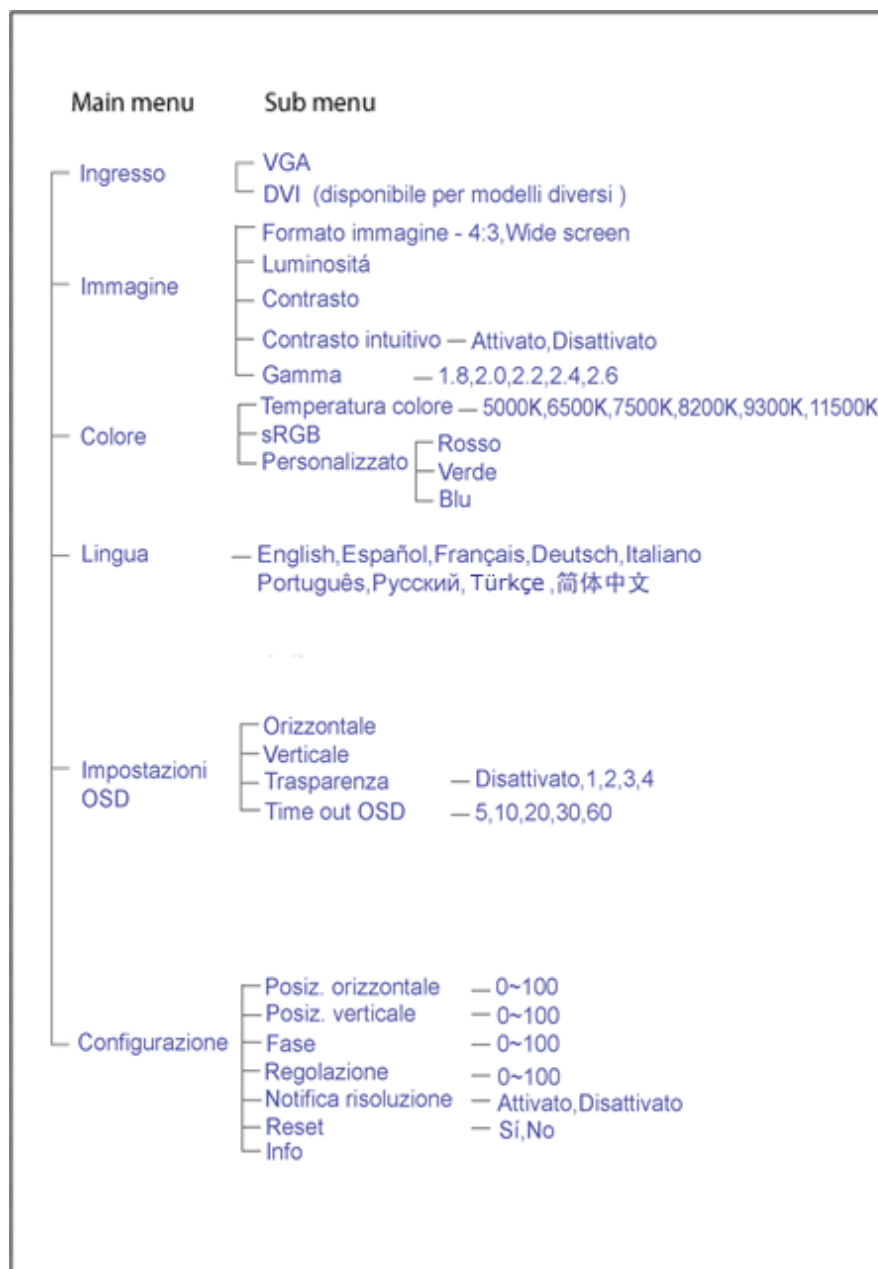 Main menu Sub menu
Ingresso
VGA
DVI (disponibile per modelli diversi )
Immagine
Formato immagine - 4:3,Wide screen
Luminositá
Contrasto
Contrasto intuitivo — Attivato,Disattivato
Gamma — 1.8,2.0,2.2,2.4,2.6
Colore
Temperatura colore — 5000K,6500K,7500K,8200K,9300K,11500K
sRGB
Personalizzato
Rosso
Verde
Blu
Lingua — English,Español,Français,Deutsch,Italiano
Português,Русский, Türkçe ,简体中文
Impostazioni
OSD
Orizzontale
Verticale
Trasparenza — Disattivato,1,2,3,4
Time out OSD — 5,10,20,30,60
Configurazione
Posiz. orizzontale — 0~100
Posiz. verticale — 0~100
Fase — 0~100
Regolazione — 0~100
Notifica risoluzione — Attivato,Disattivato
Reset — Sí,No
Info